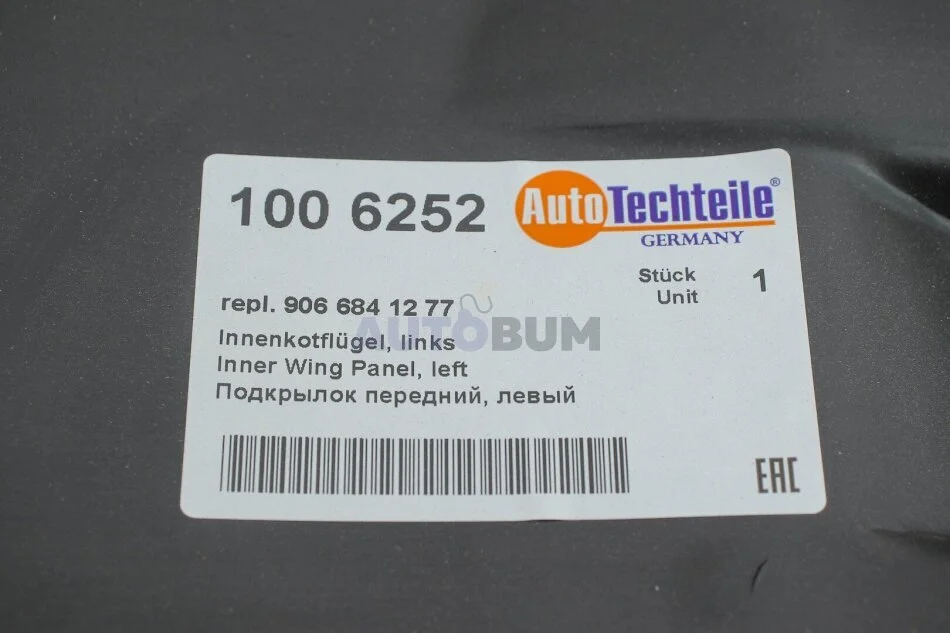 100 6252
AutoTechteile®
GERMANY
Stück 1
Unit
repl. 906 684 12 77
AUTOBUM
Innenkotflügel, links
Inner Wing Panel, left
Подкрылок передний, левый
EAC